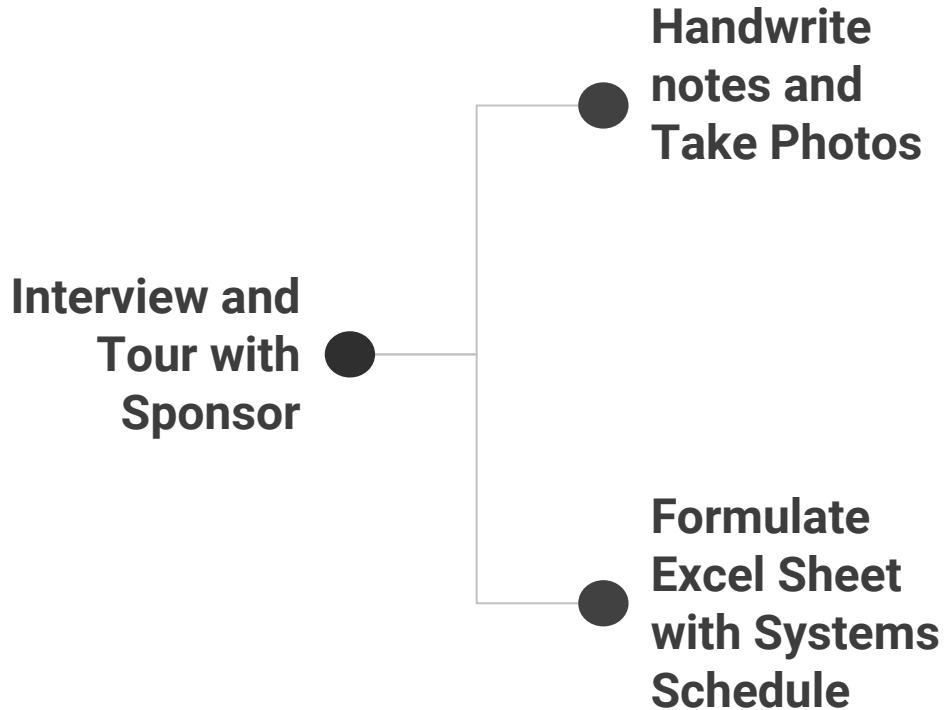 Handwrite
notes and
Take Photos
Interview and
Tour with
Sponsor
Formulate
Excel Sheet
with Systems
Schedule